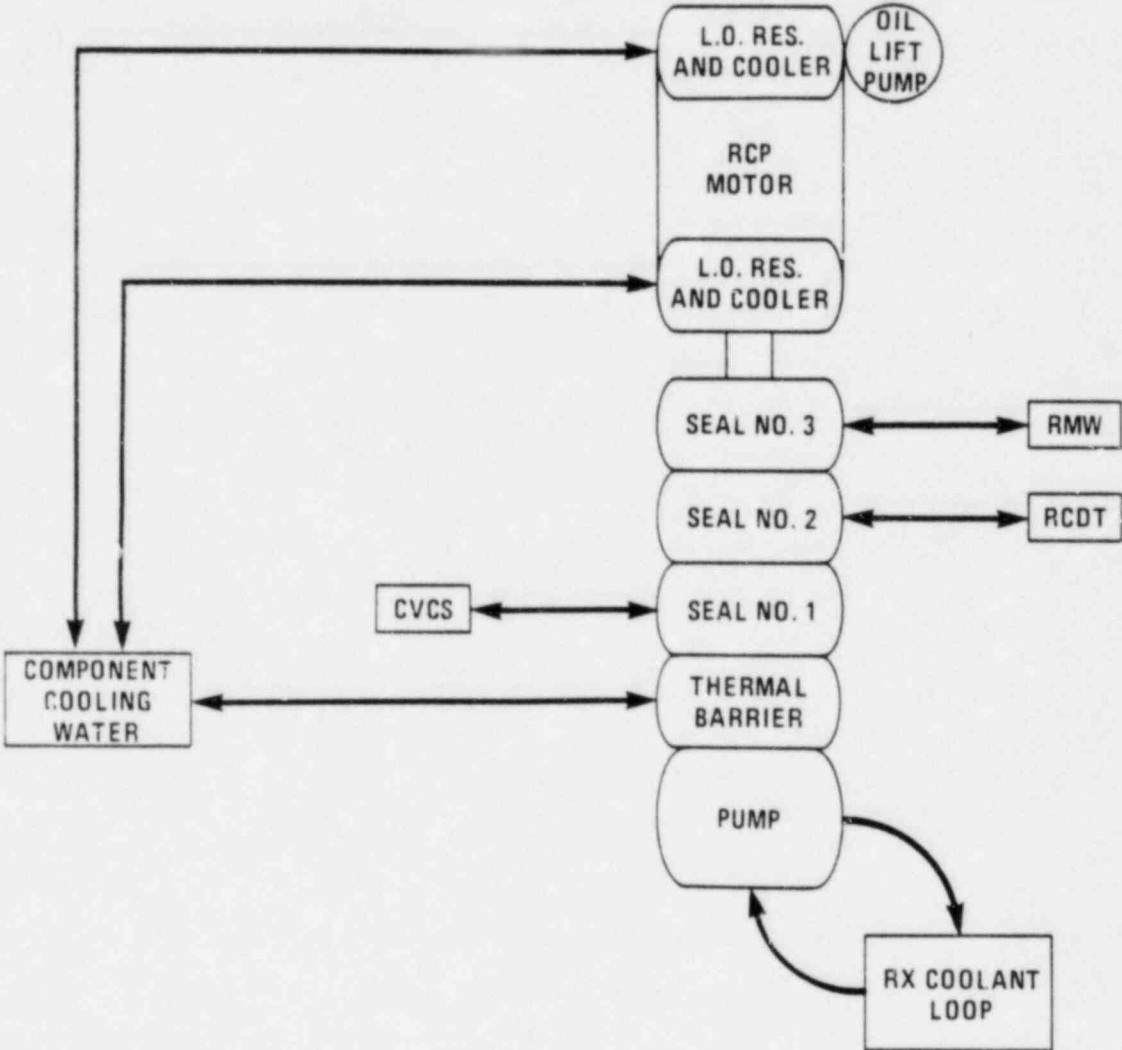 L.O. RES.
AND COOLER
OIL
LIFT
PUMP
RCP
MOTOR
L.O. RES.
AND COOLER
SEAL NO. 3
RMW
SEAL NO. 2
RCDT
CVCS
SEAL NO. 1
COMPONENT
COOLING
WATER
THERMAL
BARRIER
PUMP
RX COOLANT
LOOP